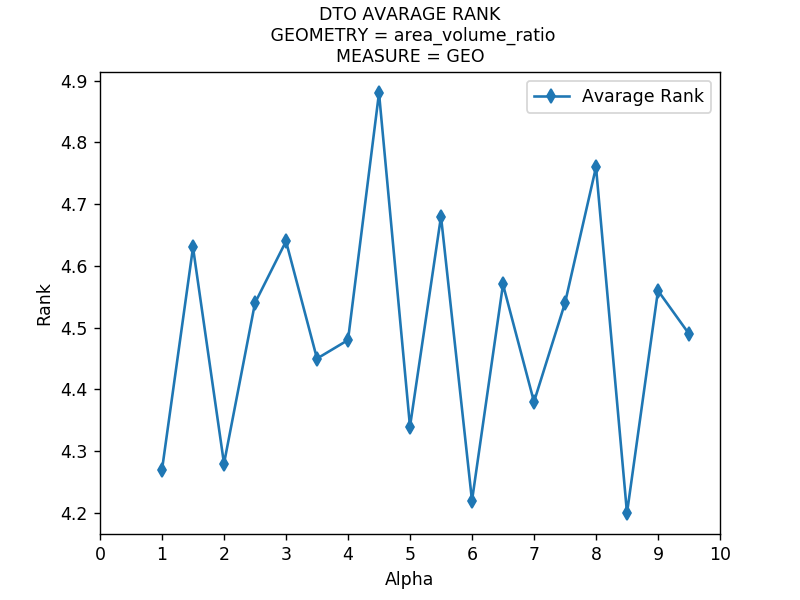 DTO AVARAGE RANK
GEOMETRY = area_volume_ratio
MEASURE = GEO
Avarage Rank
4.9
4.8
4.7
4.6
4.5
4.4
4.3
4.2
Rank
0 1 2 3 4 5 6 7 8 9 10
Alpha